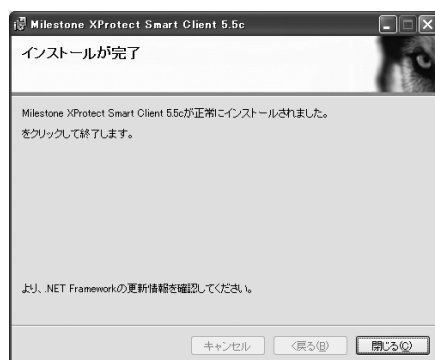 Milestone XProtect Smart Client 5.5c
インストールが完了
Milestone XProtect Smart Client 5.5cが正常にインストールされました。
をクリックして終了します。
より、.NET Frameworkの更新情報を確認してください。
キャンセル
<戻る(B)
閉じる(C)